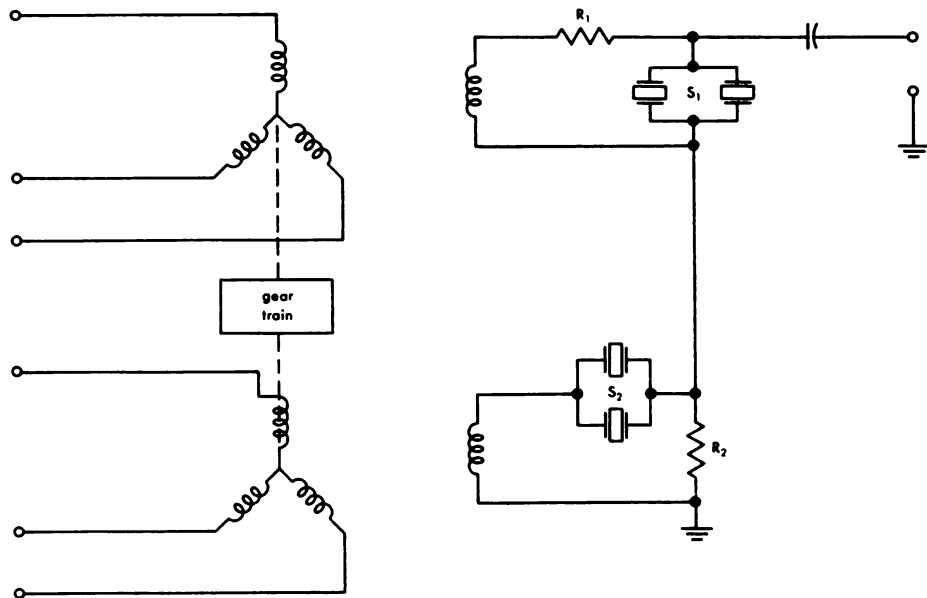 R₁
S₁
gear
train
S₂
R₂